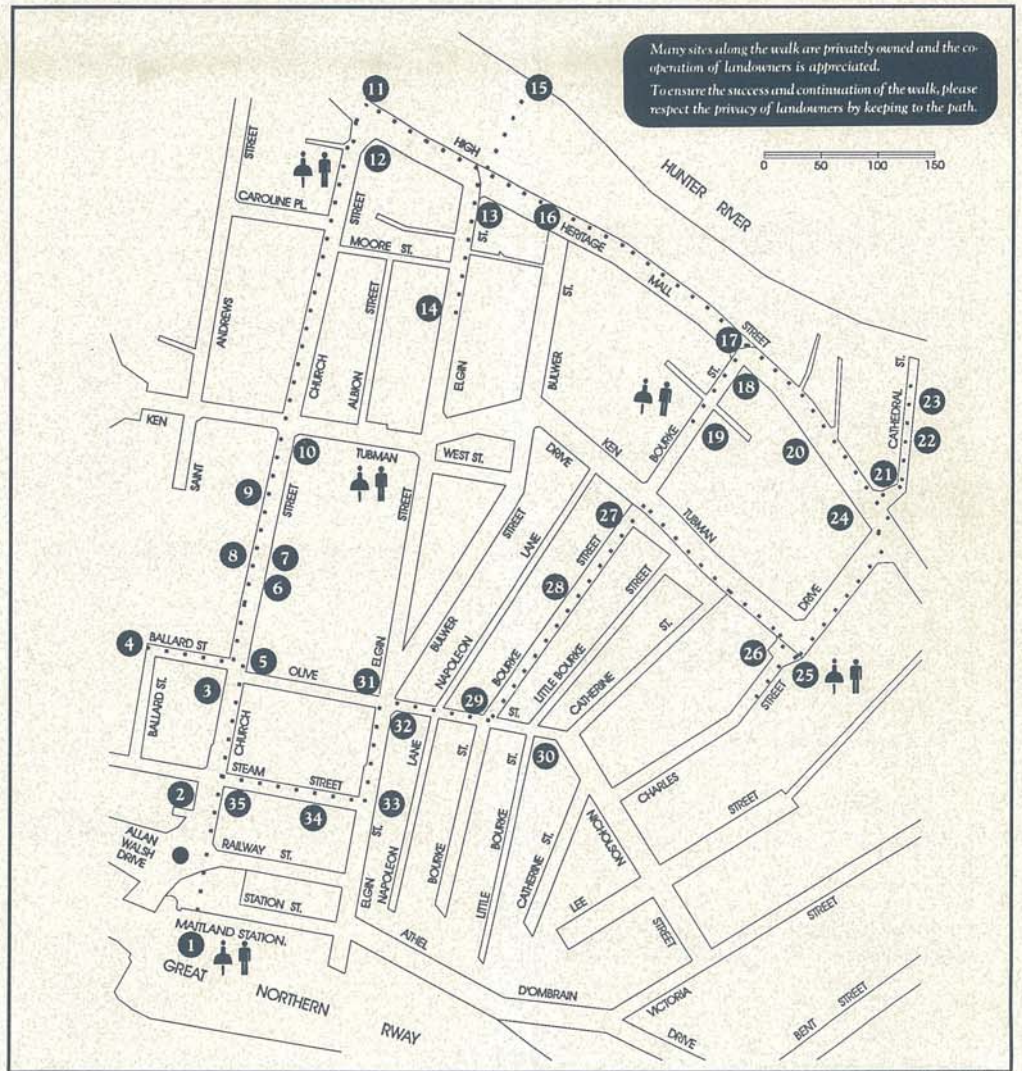 Many sites along the walk are privately owned and the co-
operation of landowners is appreciated.
To ensure the success and continuation of the walk, please
respect the privacy of landowners by keeping to the path.
0 50 100 150
11
15
HIGH
HUNTER
RIVER
STREET
12
CAROLINE PL.
STREET
13
ST.
16
HERITAGE
MALL
MOORE ST.
ANDREWS
STREET
14
ST.
17
STREET
CHURCH
ALBION
ELGIN
BULWER
ST.
18
ST.
23
CATHEDRAL
22
KEN
10
TUBMAN
WEST ST.
DRIVE
KEN
BOURKE
19
20
21
SAINT
9
STREET
STREET
STREET
LANE
27
TUBMAN
24
8
7
6
28
STREET
STREET
DRIVE
4
BALLARD ST
5
OLIVE
31
ELGIN
BULWER
NAPOLEON
BOURKE
LITTLE BOURKE
CATHERINE
ST.
26
25
STREET
3
BALLARD ST.
CHURCH
32
LANE
29
ST.
ST.
ST.
30
CHARLES
STEAM
STREET
STREET
2
35
34
33
ST.
BOURKE
NICHOLSON
ALLAN
WALSH
DRIVE
RAILWAY ST.
NAPOLEON
BOURKE
CATHERINE ST.
STATION ST.
ELGIN
LITTLE
LEE
STREET
MAITLAND STATION.
1
ATHEL
STREET
GREAT
NORTHERN
RWAY
D'OMBRAIN
VICTORIA
DRIVE
BENT
STREET